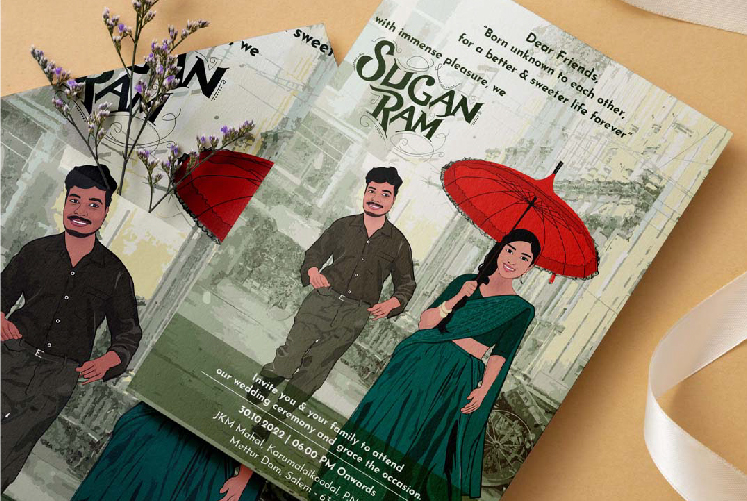 we
RAM
Dear Friends,
"Born unknown to each other,
for a better & sweeter life forever"
with immense pleasure, we
SUGAN
RAM
Invite you & your family to attend
our wedding ceremony and grace the occasion.
30.10.2022 | 06.00 PM Onwards
JKM Mahal, Karumalaikoodal,
Mettur Dam, Salem -